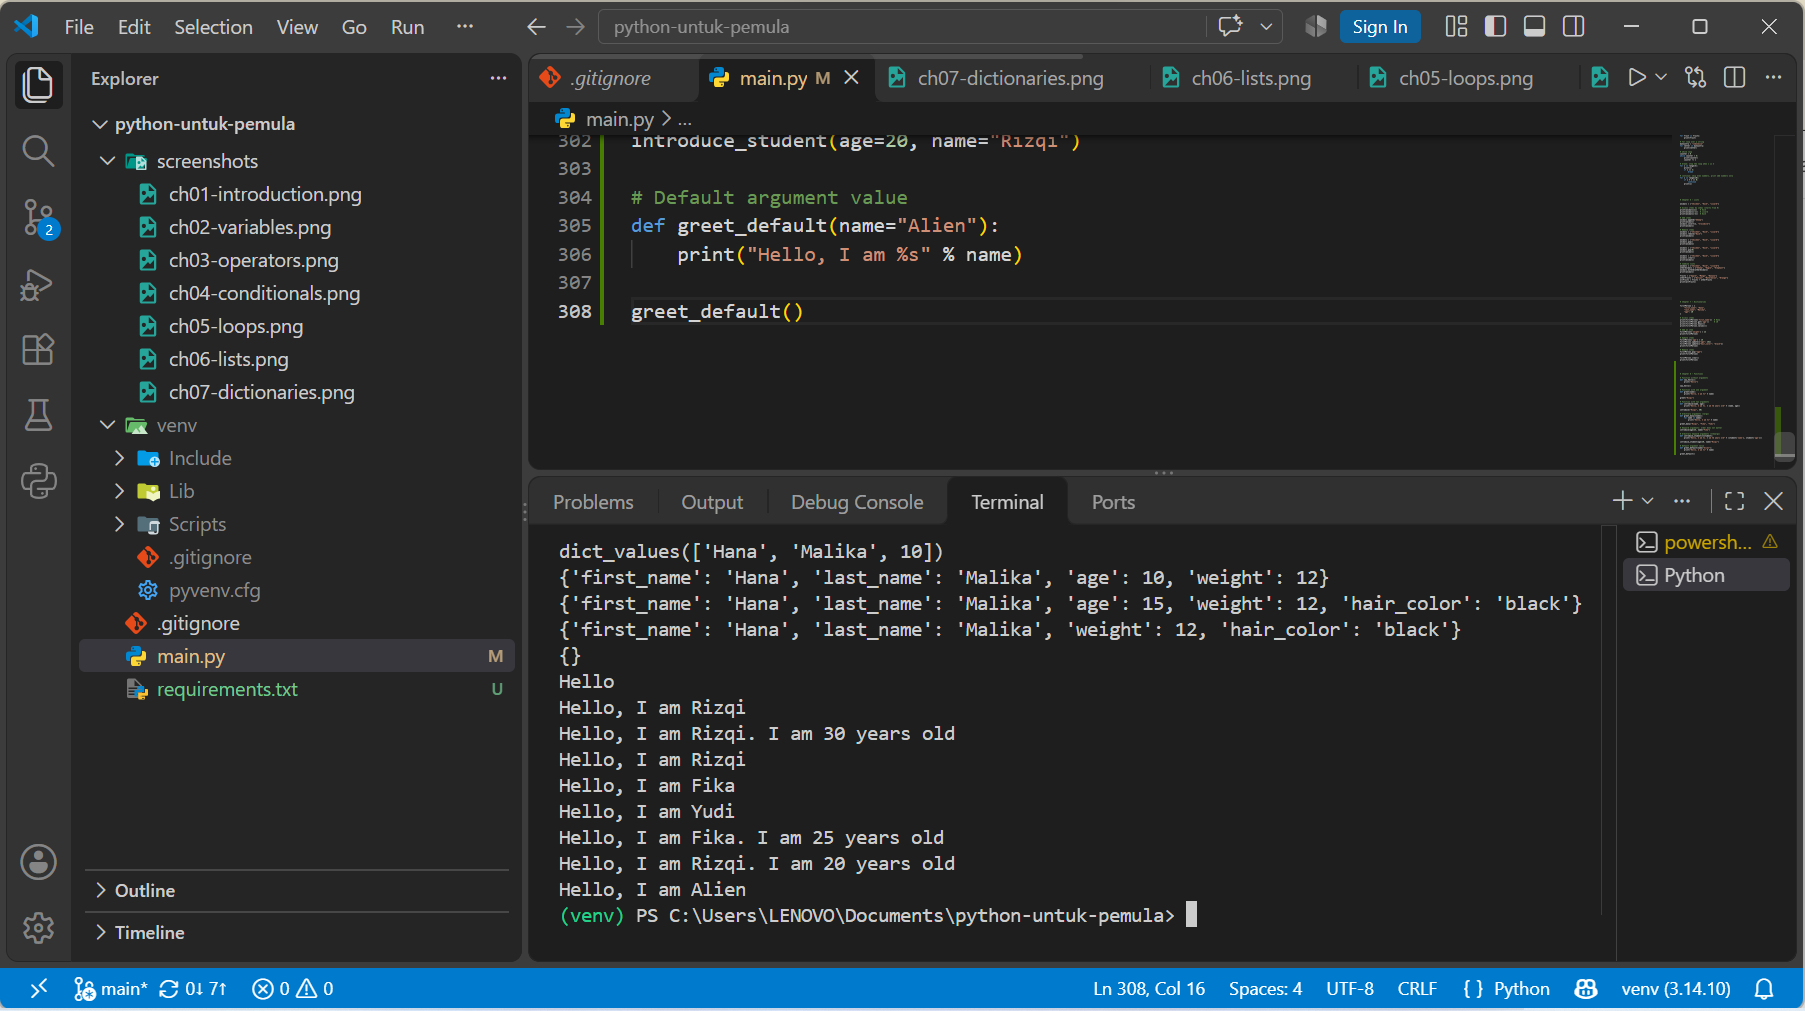 File Edit Selection View Go Run ··· python-untuk-pemula Sign In
Explorer ···
python-untuk-pemula
screenshots
ch01-introduction.png
ch02-variables.png
ch03-operators.png
ch04-conditionals.png
ch05-loops.png
ch06-lists.png
ch07-dictionaries.png
venv
Include
Lib
Scripts
.gitignore
pyvenv.cfg
.gitignore
main.py M
requirements.txt U
Outline
Timeline
.gitignore main.py M ch07-dictionaries.png ch06-lists.png ch05-loops.png
main.py > ...
302 introduce_student(age=20, name="Rizqi")
303
304 # Default argument value
305 def greet_default(name="Alien"):
306     print("Hello, I am %s" % name)
307
308 greet_default()
Problems Output Debug Console Terminal Ports
dict_values(['Hana', 'Malika', 10])
{'first_name': 'Hana', 'last_name': 'Malika', 'age': 10, 'weight': 12}
{'first_name': 'Hana', 'last_name': 'Malika', 'age': 15, 'weight': 12, 'hair_color': 'black'}
{'first_name': 'Hana', 'last_name': 'Malika', 'weight': 12, 'hair_color': 'black'}
{}
Hello
Hello, I am Rizqi
Hello, I am Rizqi. I am 30 years old
Hello, I am Rizqi
Hello, I am Fika
Hello, I am Yudi
Hello, I am Fika. I am 25 years old
Hello, I am Rizqi. I am 20 years old
Hello, I am Alien
(venv) PS C:\Users\LENOVO\Documents\python-untuk-pemula>
powersh...
Python
2
main* 0↓ 7↑ 0 0 Ln 308, Col 16 Spaces: 4 UTF-8 CRLF { } Python venv (3.14.10)